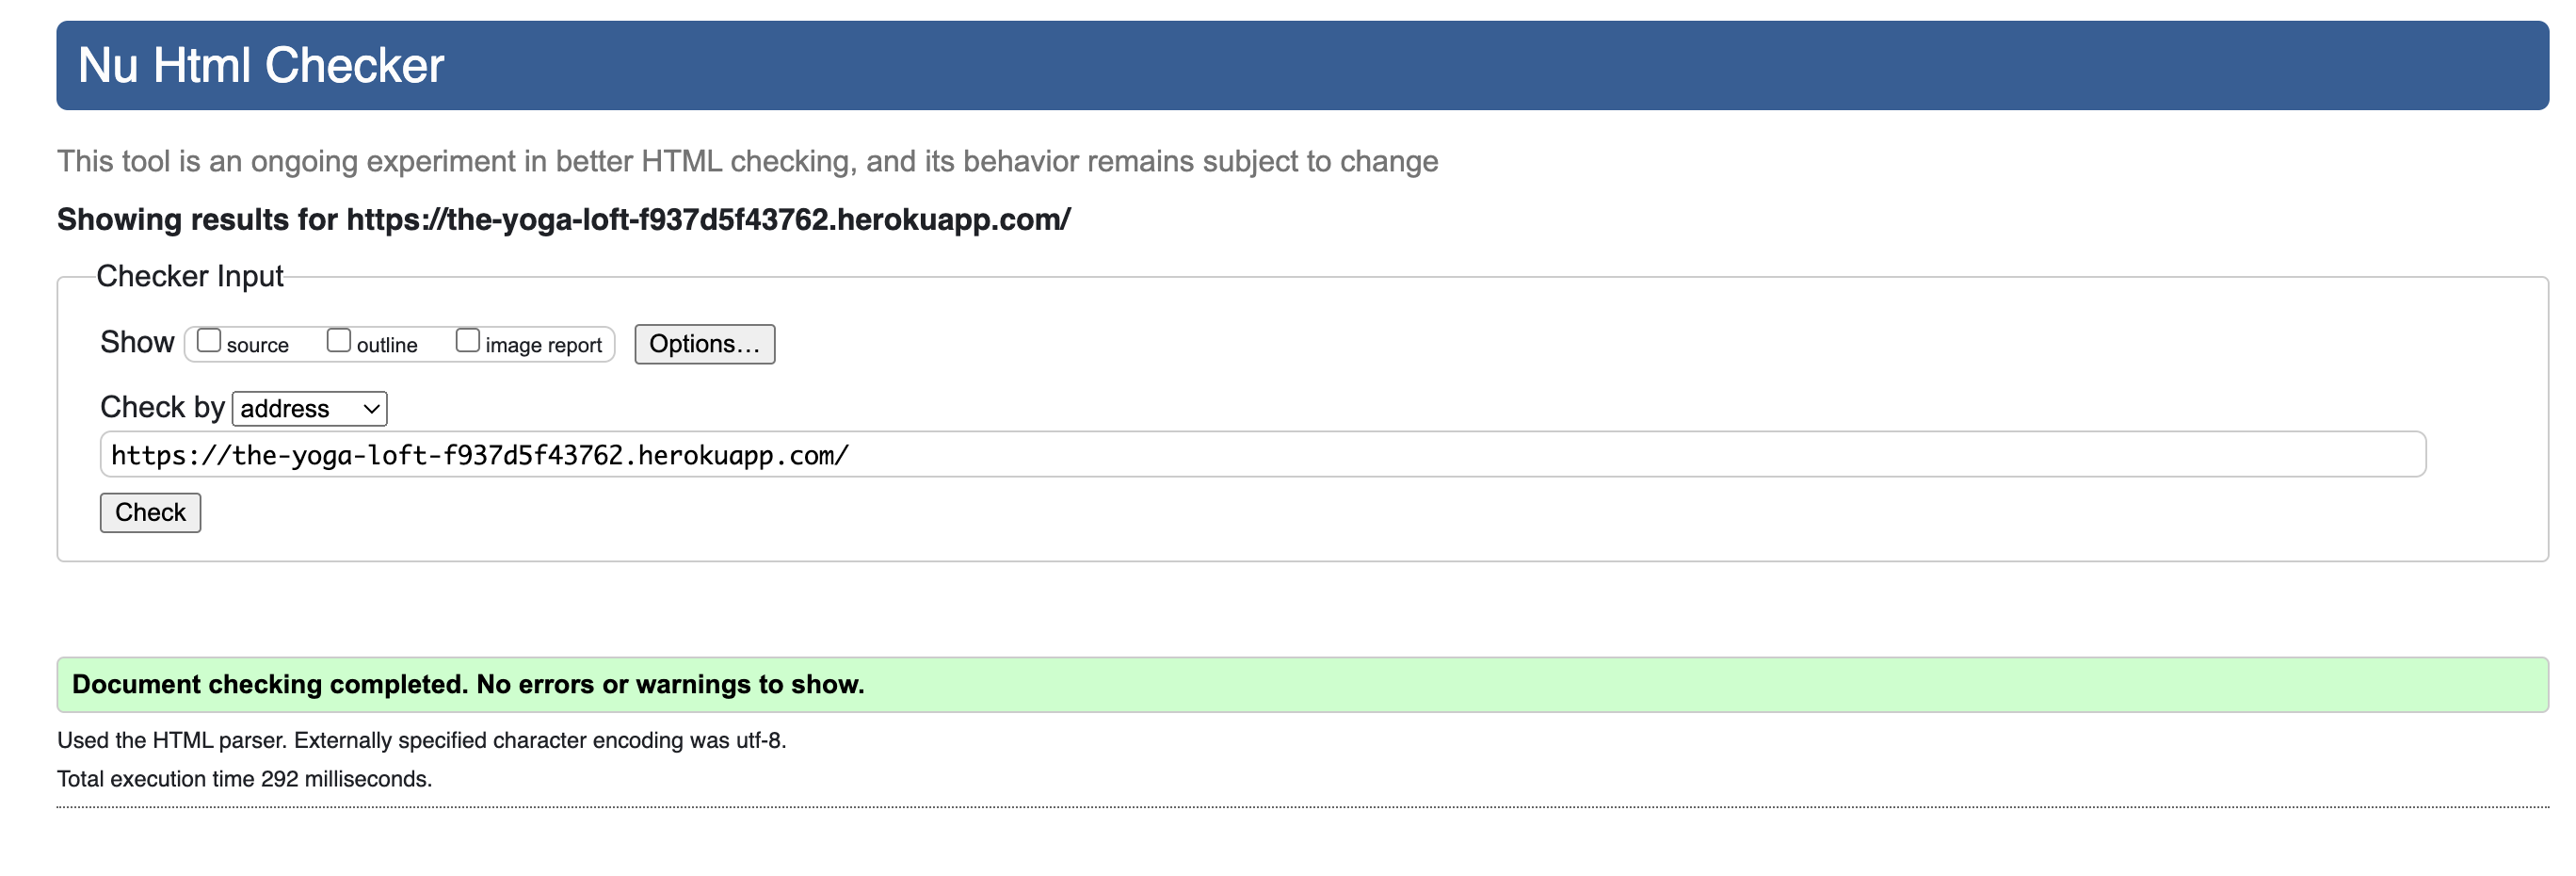 Nu Html Checker
This tool is an ongoing experiment in better HTML checking, and its behavior remains subject to change
Showing results for https://the-yoga-loft-f937d5f43762.herokuapp.com/
Checker Input
Show source outline image report Options...
Check by address
https://the-yoga-loft-f937d5f43762.herokuapp.com/
Check
Document checking completed. No errors or warnings to show.
Used the HTML parser. Externally specified character encoding was utf-8.
Total execution time 292 milliseconds.